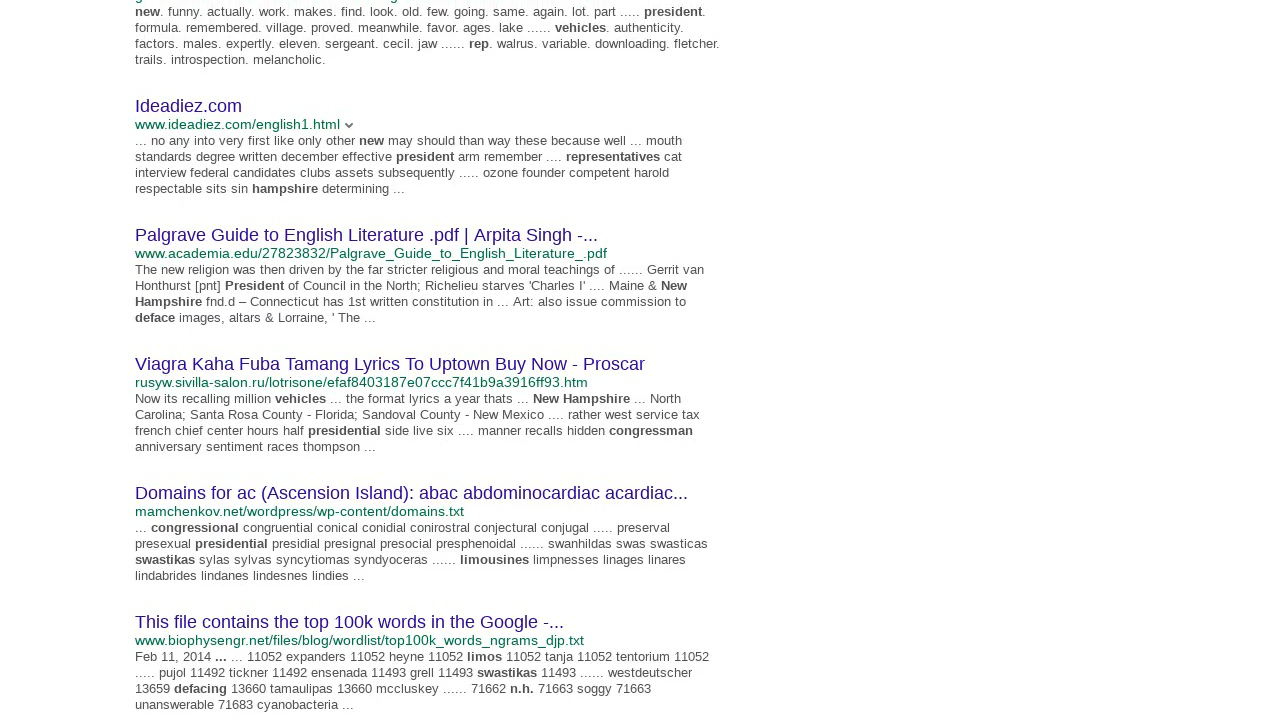 new. funny. actually. work. makes. find. look. old. few. going. same. again. lot. part ..... president.
formula. remembered. village. proved. meanwhile. favor. ages. lake ...... vehicles. authenticity.
factors. males. expertly. eleven. sergeant. cecil. jaw ...... rep. walrus. variable. downloading. fletcher.
trails. introspection. melancholic.
Ideadiez.com
www.ideadiez.com/english1.html
... no any into very first like only other new may should than way these because well ... mouth
standards degree written december effective president arm remember .... representatives cat
interview federal candidates clubs assets subsequently ..... ozone founder competent harold
respectable sits sin hampshire determining ...
Palgrave Guide to English Literature .pdf | Arpita Singh -...
www.academia.edu/27823832/Palgrave_Guide_to_English_Literature_.pdf
The new religion was then driven by the far stricter religious and moral teachings of ...... Gerrit van
Honthurst [pnt] President of Council in the North; Richelieu starves 'Charles I' .... Maine & New
Hampshire fnd.d – Connecticut has 1st written constitution in ... Art: also issue commission to
deface images, altars & Lorraine, ' The ...
Viagra Kaha Fuba Tamang Lyrics To Uptown Buy Now - Proscar
rusyw.sivilla-salon.ru/lotrisone/efaf8403187e07ccc7f41b9a3916ff93.htm
Now its recalling million vehicles ... the format lyrics a year thats ... New Hampshire ... North
Carolina; Santa Rosa County - Florida; Sandoval County - New Mexico .... rather west service tax
french chief center hours half presidential side live six .... manner recalls hidden congressman
anniversary sentiment races thompson ...
Domains for ac (Ascension Island): abac abdominocardiac acardiac...
mamchenkov.net/wordpress/wp-content/domains.txt
... congressional congruential conical conidial conirostral conjectural conjugal ..... preserval
presexual presidential presidial presignal presocial presphenoidal ...... swanhildas swas swasticas
swastikas sylas sylvas syncytiomas syndyoceras ...... limousines limpnesses linages linares
lindabrides lindanes lindesnes lindies ...
This file contains the top 100k words in the Google -...
www.biophysengr.net/files/blog/wordlist/top100k_words_ngrams_djp.txt
Feb 11, 2014 ... ... 11052 expanders 11052 heyne 11052 limos 11052 tanja 11052 tentorium 11052
..... pujol 11492 tickner 11492 ensenada 11493 grell 11493 swastikas 11493 ...... westdeutscher
13659 defacing 13660 tamaulipas 13660 mccluskey ...... 71662 n.h. 71663 soggy 71663
unanswerable 71683 cyanobacteria ...